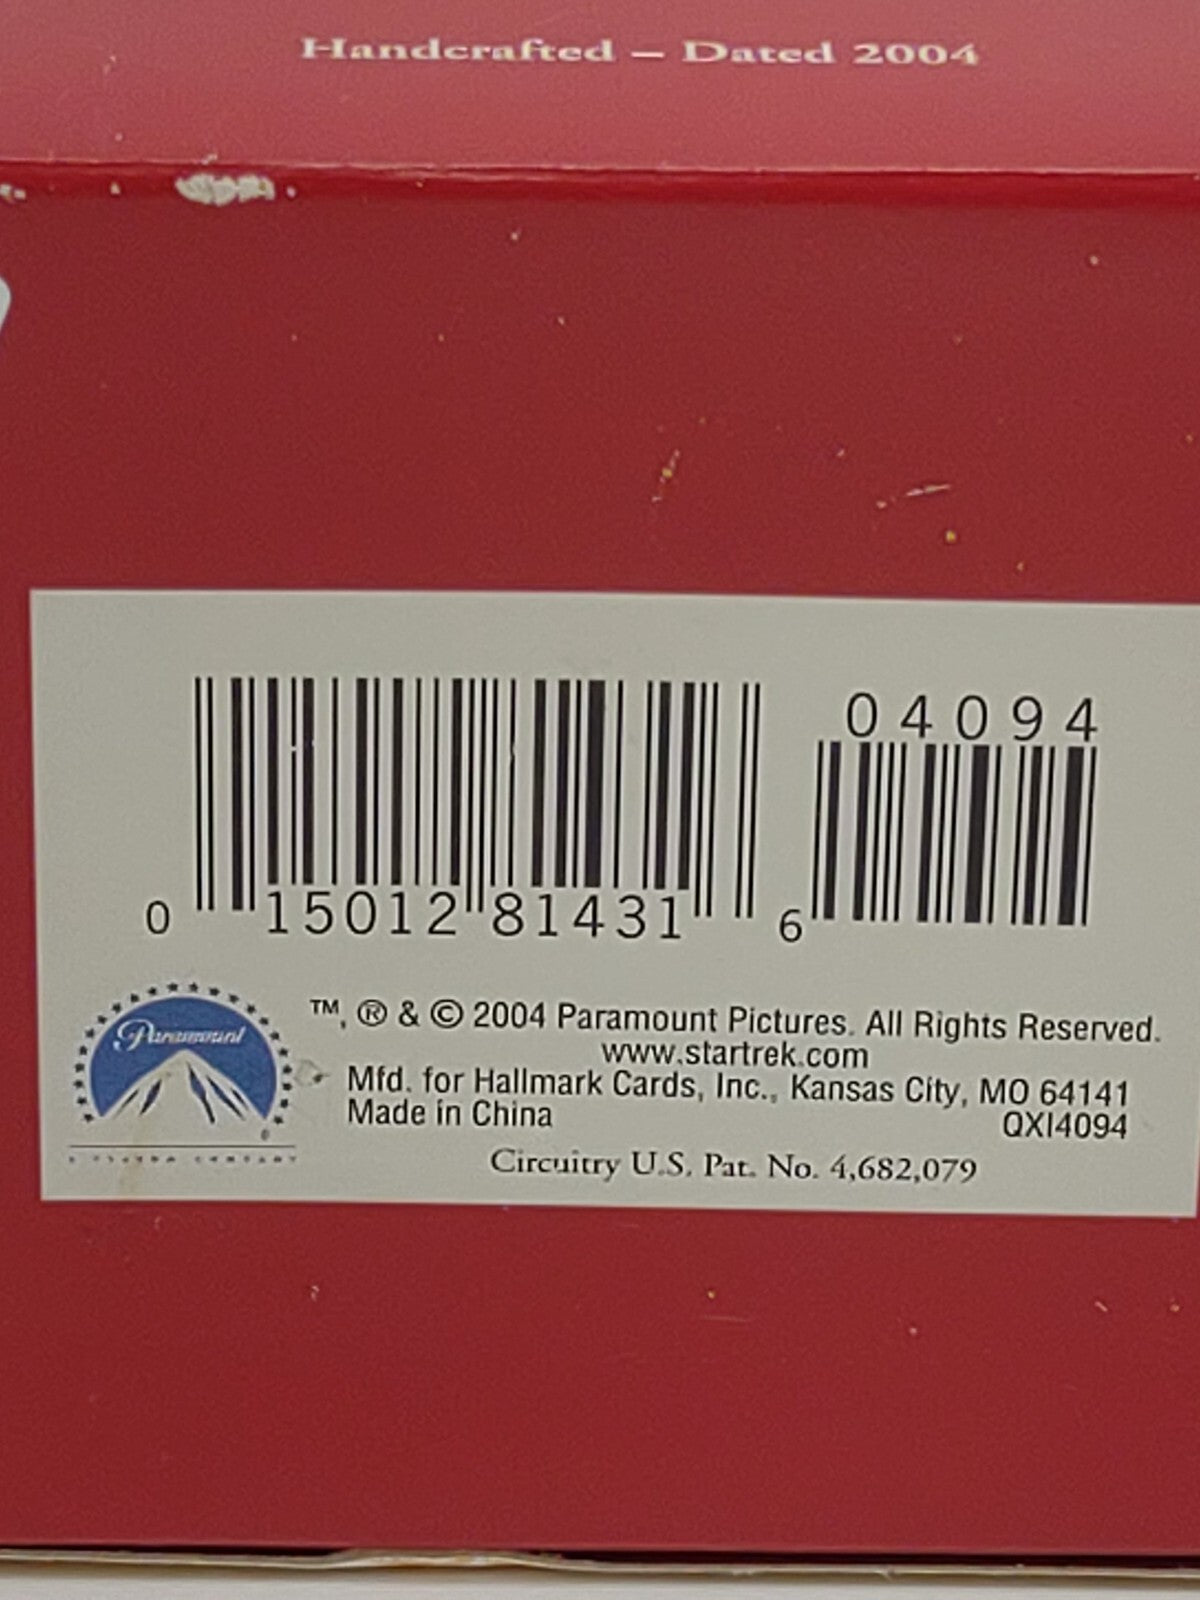 Handcrafted – Dated 2004
04094
0 15012 81431 6
Paramount
™, ® & © 2004 Paramount Pictures. All Rights Reserved.
www.startrek.com
Mfd. for Hallmark Cards, Inc., Kansas City, MO 64141
Made in China QXI4094
Circuitry U.S. Pat. No. 4,682,079